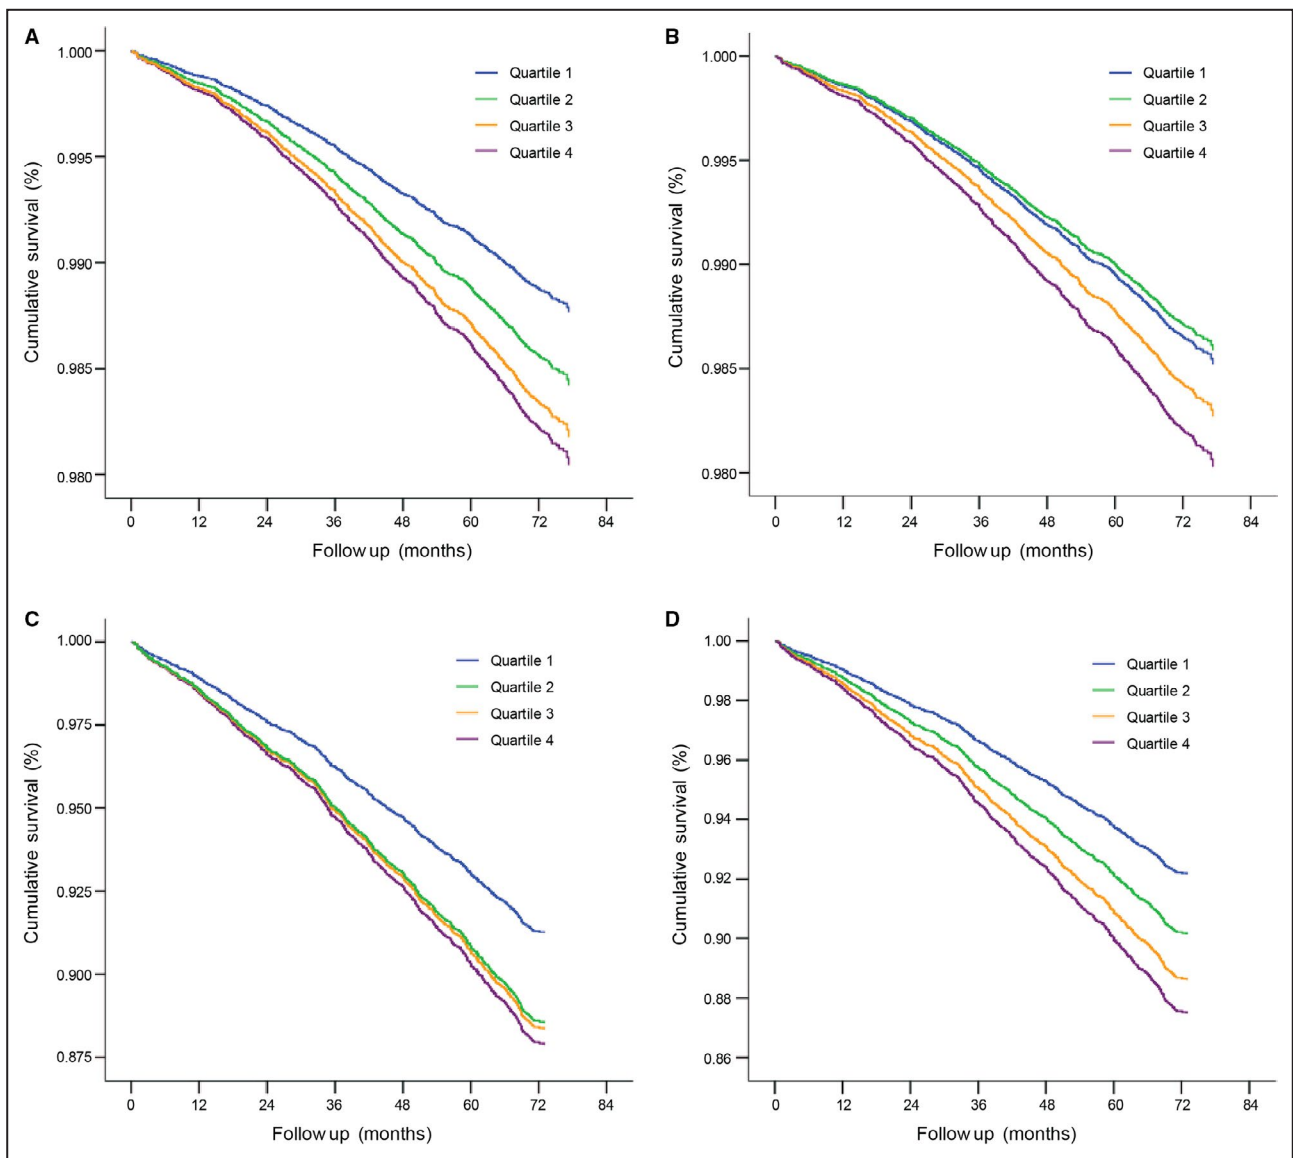 A
1.000
0.995
0.990
0.985
0.980
Cumulative survival (%)
Quartile 1
Quartile 2
Quartile 3
Quartile 4
0 12 24 36 48 60 72 84
Follow up (months)
B
1.000
0.995
0.990
0.985
0.980
Cumulative survival (%)
Quartile 1
Quartile 2
Quartile 3
Quartile 4
0 12 24 36 48 60 72 84
Follow up (months)
C
1.000
0.975
0.950
0.925
0.900
0.875
Cumulative survival (%)
Quartile 1
Quartile 2
Quartile 3
Quartile 4
0 12 24 36 48 60 72 84
Follow up (months)
D
1.00
0.98
0.96
0.94
0.92
0.90
0.88
0.86
Cumulative survival (%)
Quartile 1
Quartile 2
Quartile 3
Quartile 4
0 12 24 36 48 60 72 84
Follow up (months)